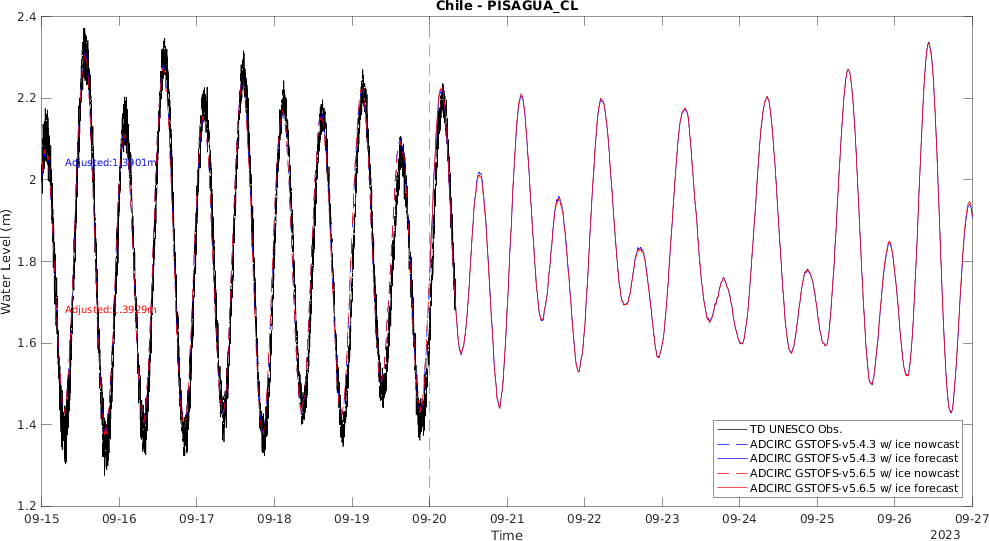 Chile - PISAGUA_CL
2.4
2.2
2
1.8
1.6
1.4
1.2
Water Level (m)
Adjusted:1.3901m
Adjusted:1.3929m
TD UNESCO Obs.
ADCIRC GSTOFS-v5.4.3 w/ ice nowcast
ADCIRC GSTOFS-v5.4.3 w/ ice forecast
ADCIRC GSTOFS-v5.6.5 w/ ice nowcast
ADCIRC GSTOFS-v5.6.5 w/ ice forecast
09-15 09-16 09-17 09-18 09-19 09-20 09-21 09-22 09-23 09-24 09-25 09-26 09-27
Time
2023